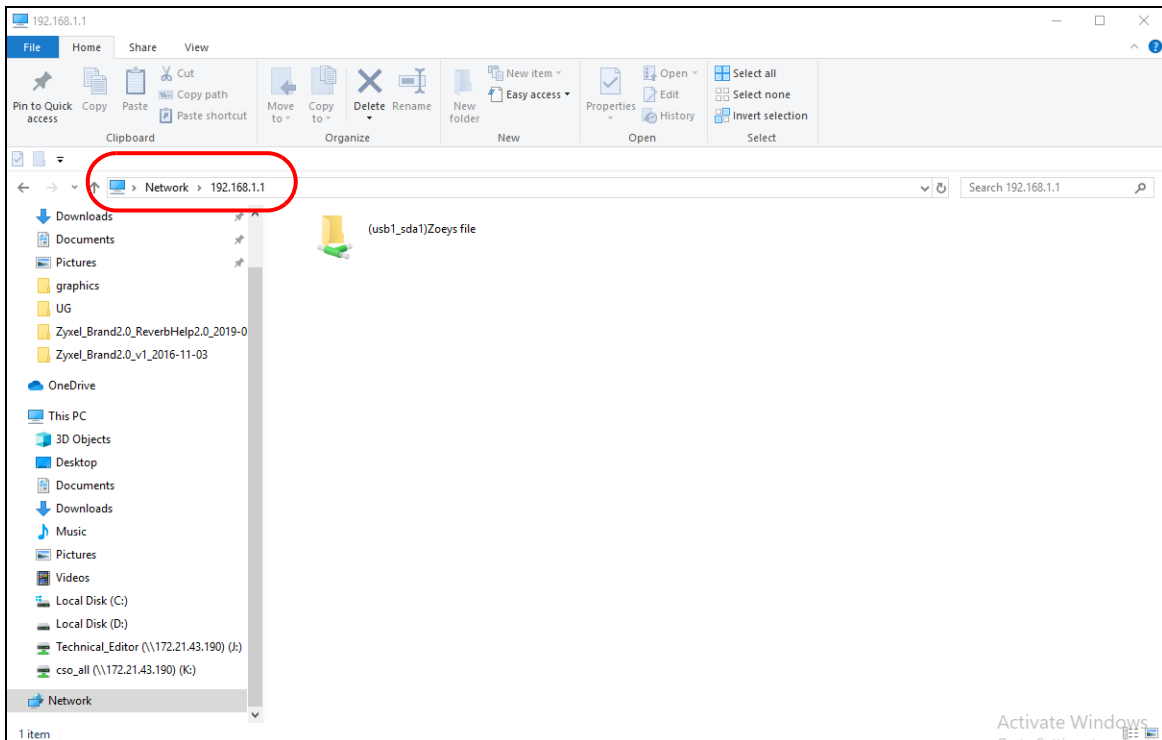 192.168.1.1
File Home Share View
Pin to Quick access
Copy
Paste
Cut
Copy path
Paste shortcut
Clipboard
Move to
Copy to
Delete
Rename
Organize
New folder
New item
Easy access
New
Properties
Open
Edit
History
Open
Select all
Select none
Invert selection
Select
Network > 192.168.1.1
Search 192.168.1.1
Downloads
Documents
Pictures
graphics
UG
Zyxel_Brand2.0_ReverbHelp2.0_2019-0
Zyxel_Brand2.0_v1_2016-11-03
OneDrive
This PC
3D Objects
Desktop
Documents
Downloads
Music
Pictures
Videos
Local Disk (C:)
Local Disk (D:)
Technical_Editor (\\172.21.43.190) (J:)
cso_all (\\172.21.43.190) (K:)
Network
(usb1_sda1)Zoeys file
1 item
Activate Windows